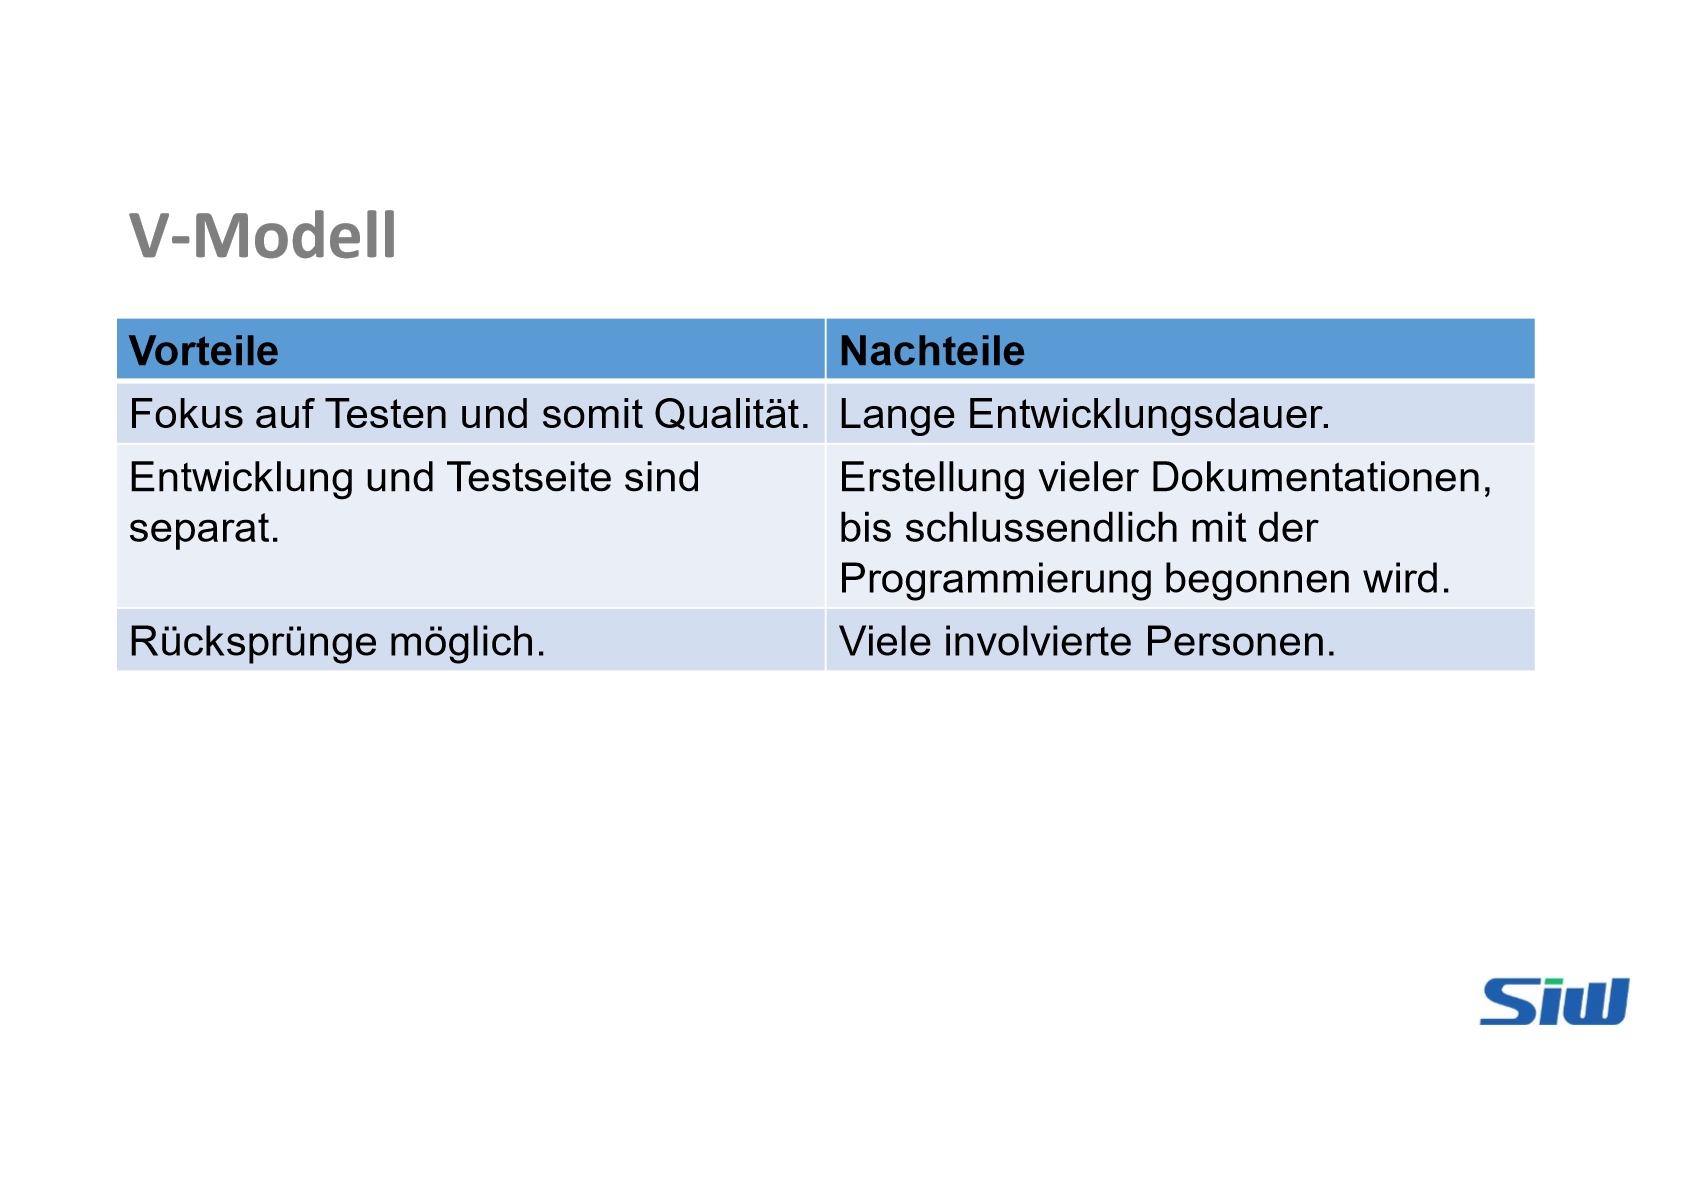 V-Modell
Vorteile
Nachteile
Fokus auf Testen und somit Qualität.
Lange Entwicklungsdauer.
Entwicklung und Testseite sind
separat.
Erstellung vieler Dokumentationen,
bis schlussendlich mit der
Programmierung begonnen wird.
Rücksprünge möglich.
Viele involvierte Personen.
Siw